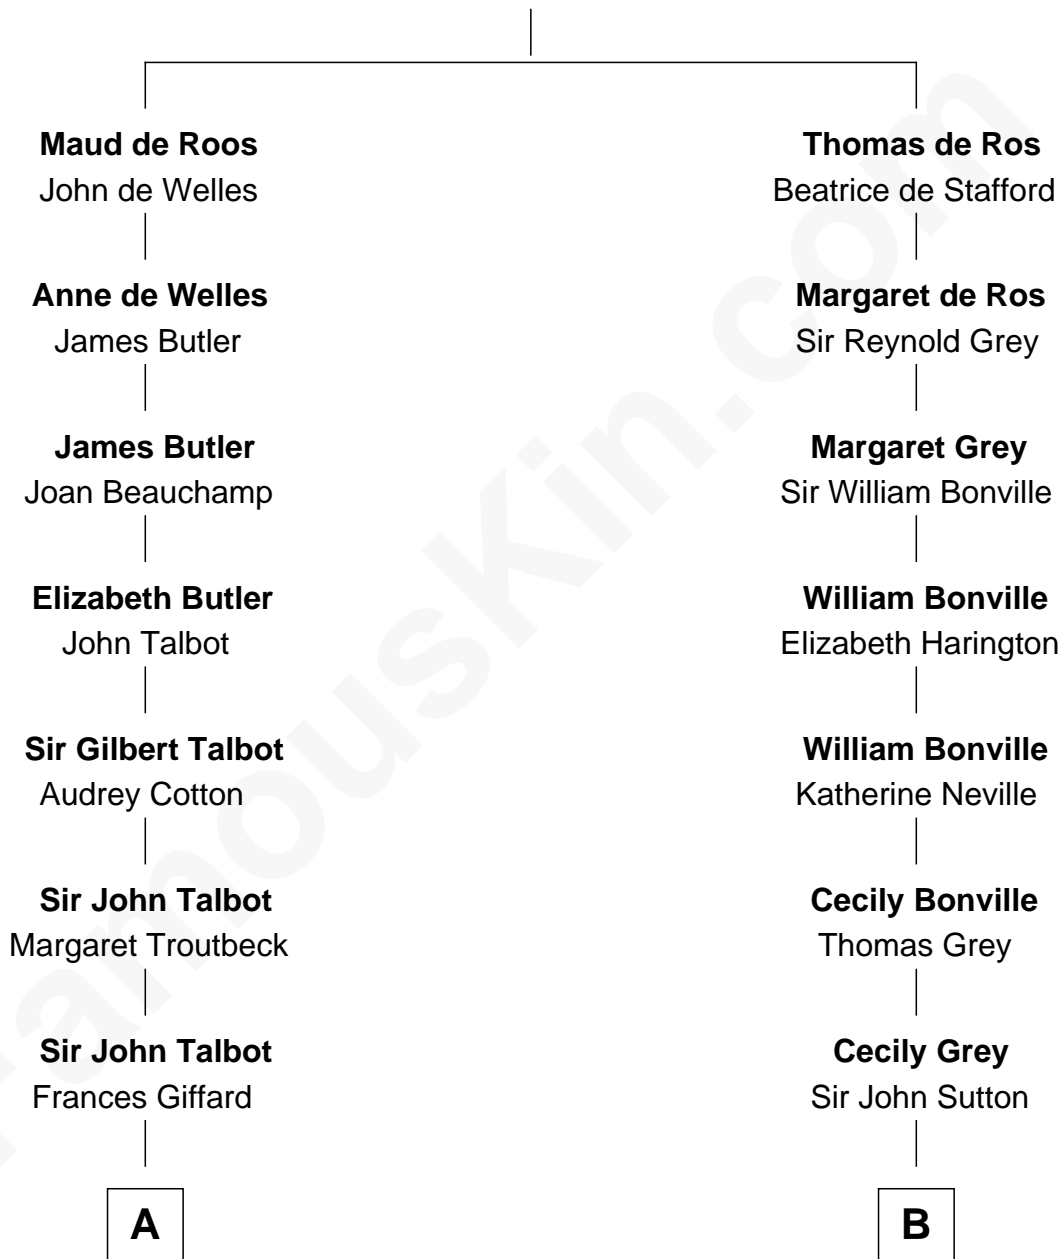 Maud de Roos
John de Welles
Thomas de Ros
Beatrice de Stafford
Anne de Welles
James Butler
Margaret de Ros
Sir Reynold Grey
James Butler
Joan Beauchamp
Margaret Grey
Sir William Bonville
Elizabeth Butler
John Talbot
William Bonville
Elizabeth Harington
Sir Gilbert Talbot
Audrey Cotton
William Bonville
Katherine Neville
Sir John Talbot
Margaret Troutbeck
Cecily Bonville
Thomas Grey
Sir John Talbot
Frances Giffard
Cecily Grey
Sir John Sutton
A
B
FamousKin.com